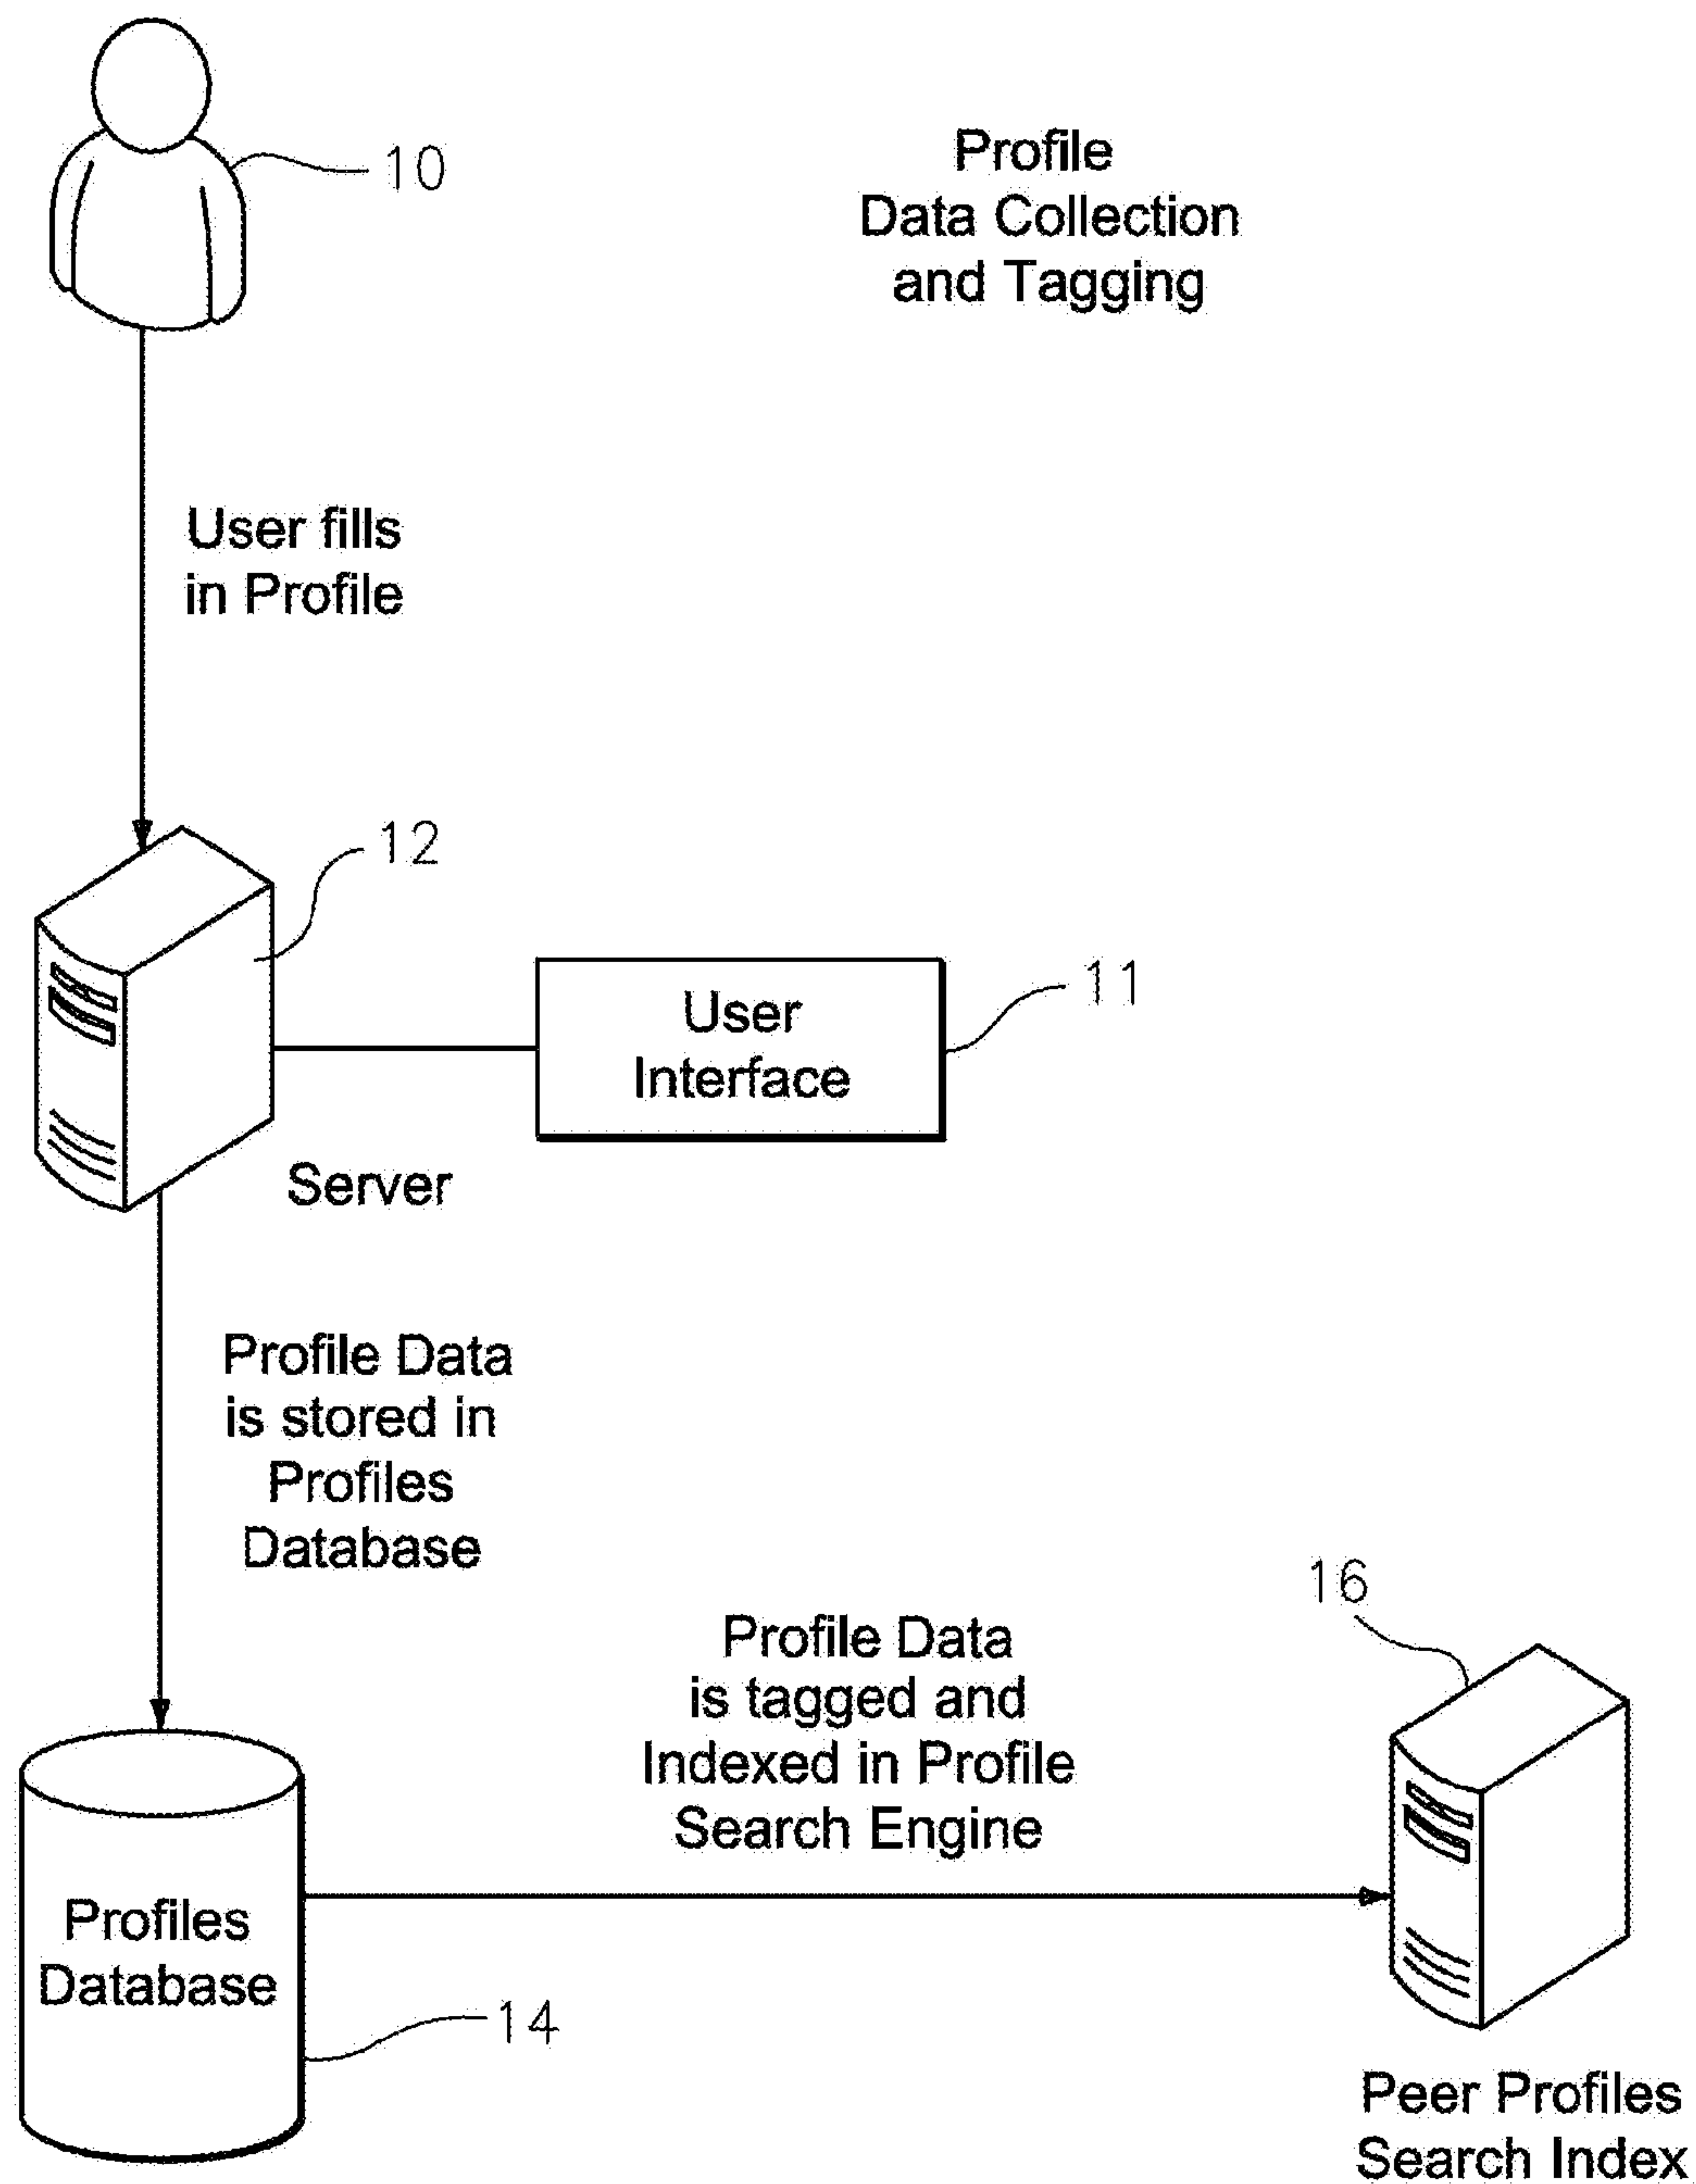 10
Profile
Data Collection
and Tagging
User fills
in Profile
12
11
User
Interface
Server
Profile Data
is stored in
Profiles
Database
16
Profile Data
is tagged and
Indexed in Profile
Search Engine
Profiles
Database
14
Peer Profiles
Search Index